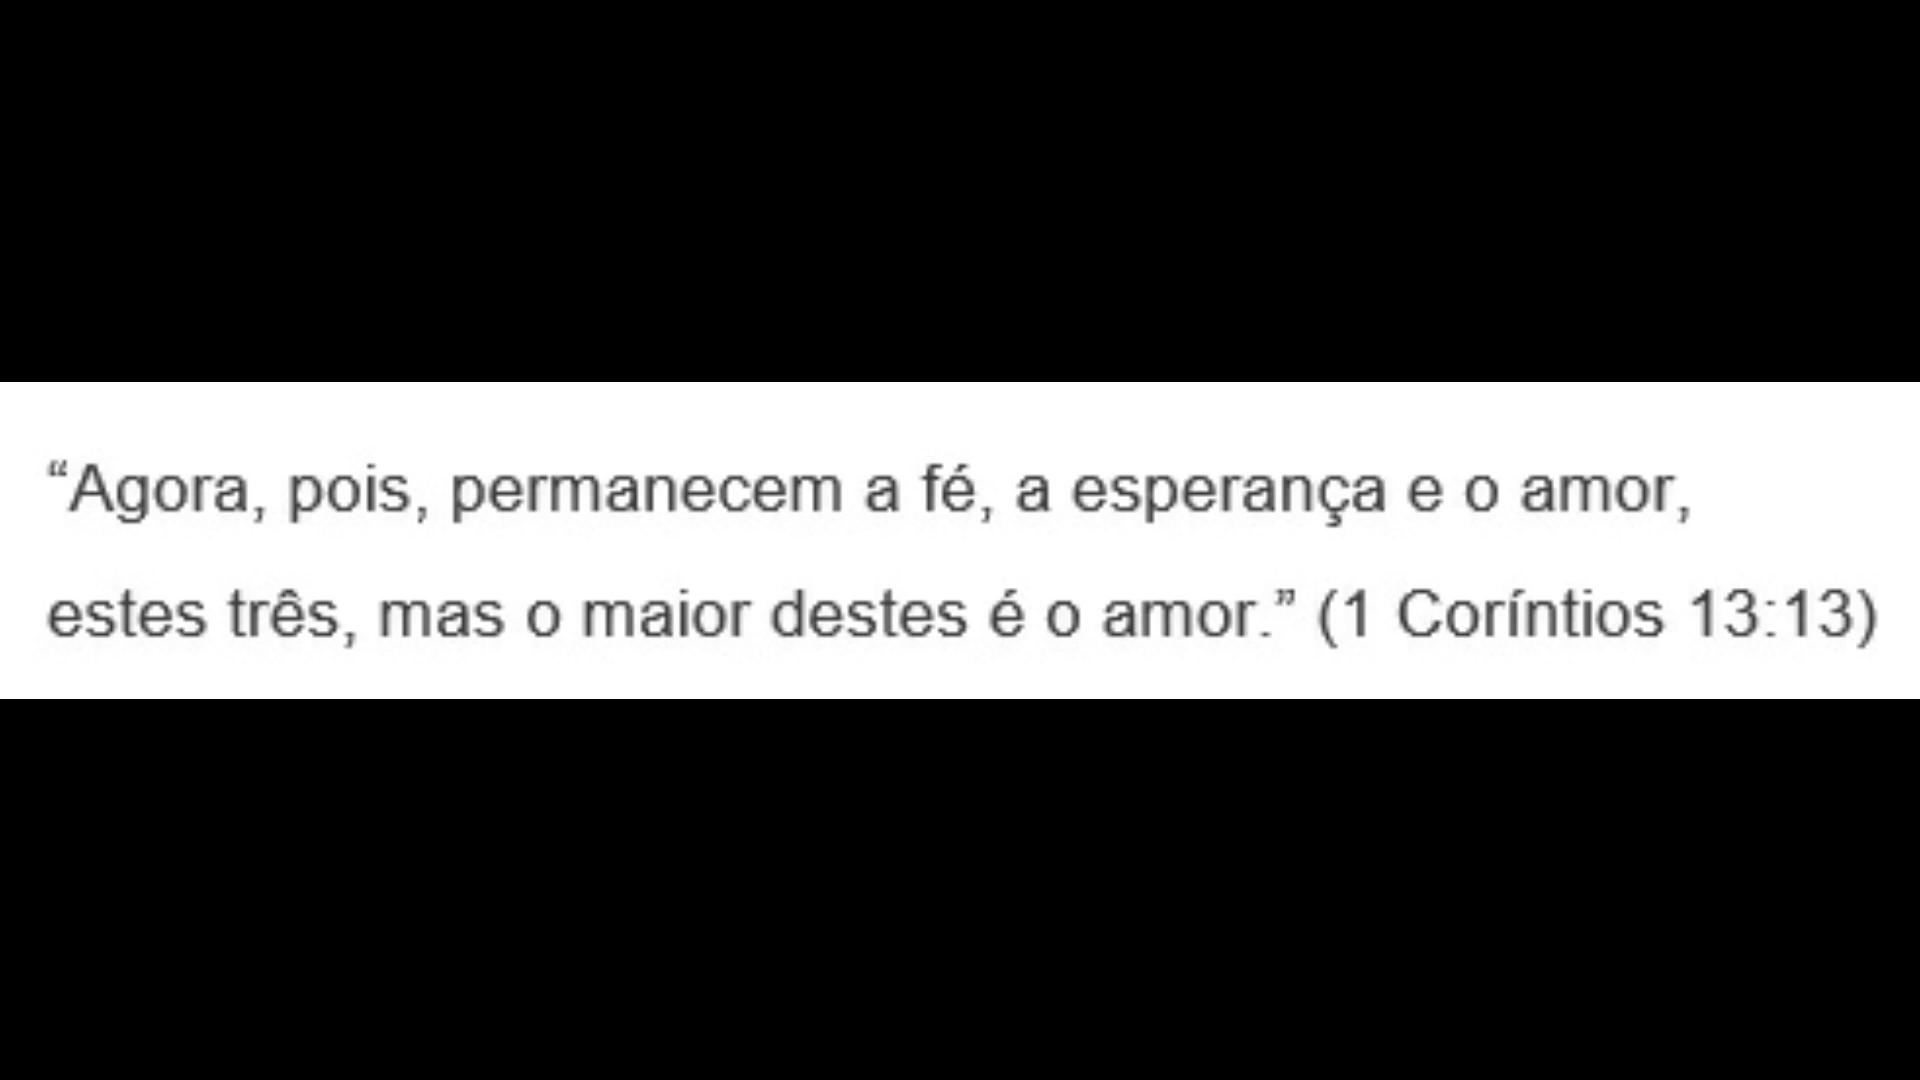 “Agora, pois, permanecem a fé, a esperança e o amor,
estes três, mas o maior destes é o amor.” (1 Coríntios 13:13)